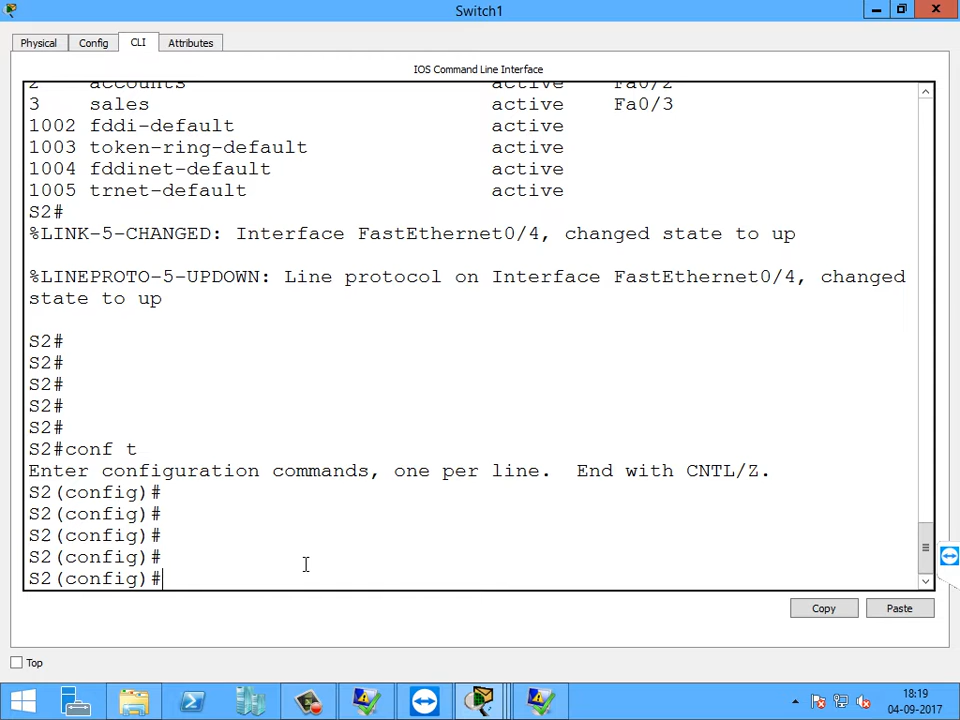 Switch1
Physical
Config
CLI
Attributes
IOS Command Line Interface
2 accounts active Fa0/2
3 sales active Fa0/3
1002 fddi-default active
1003 token-ring-default active
1004 fddinet-default active
1005 trnet-default active
S2#
%LINK-5-CHANGED: Interface FastEthernet0/4, changed state to up
%LINEPROTO-5-UPDOWN: Line protocol on Interface FastEthernet0/4, changed
state to up
S2#
S2#
S2#
S2#
S2#
S2#conf t
Enter configuration commands, one per line. End with CNTL/Z.
S2(config)#
S2(config)#
S2(config)#
S2(config)#
S2(config)#
Copy
Paste
Top
18:19
04-09-2017